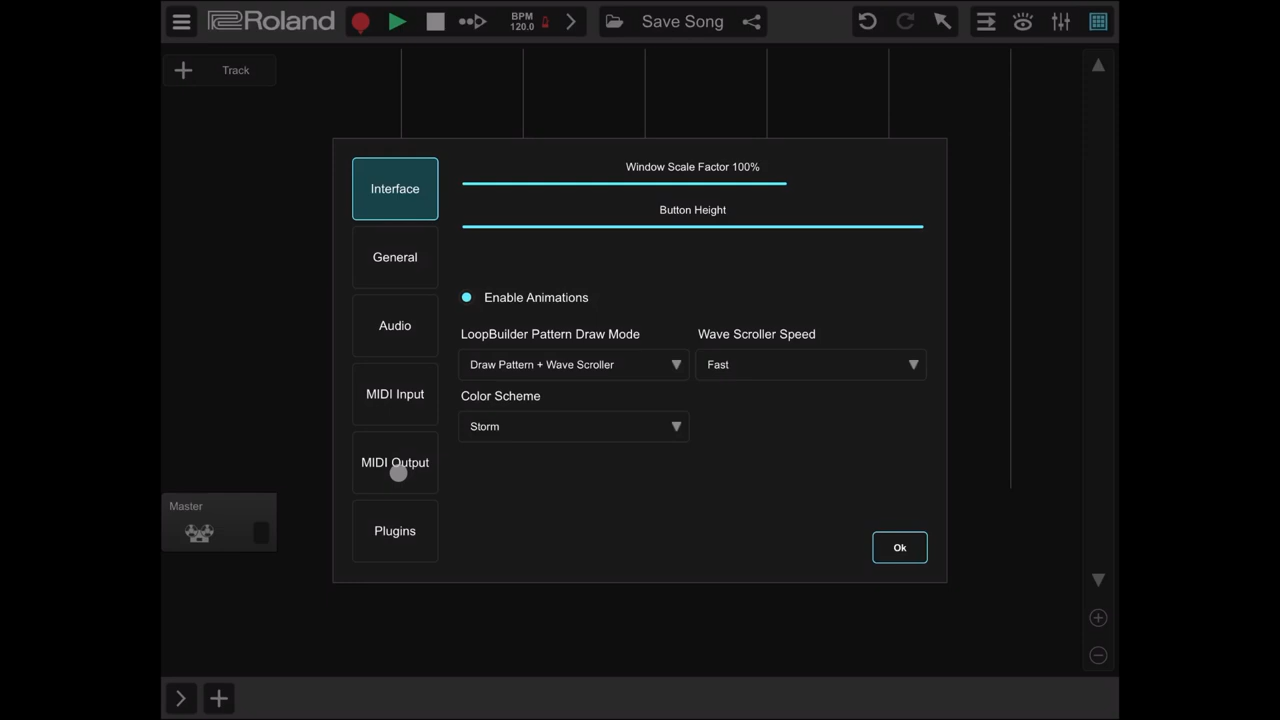 Roland
BPM
120.0
Save Song
Track
Interface
Window Scale Factor 100%
Button Height
General
Enable Animations
Audio
LoopBuilder Pattern Draw Mode
Wave Scroller Speed
Draw Pattern + Wave Scroller
Fast
MIDI Input
Color Scheme
Storm
MIDI Output
Master
Plugins
Ok